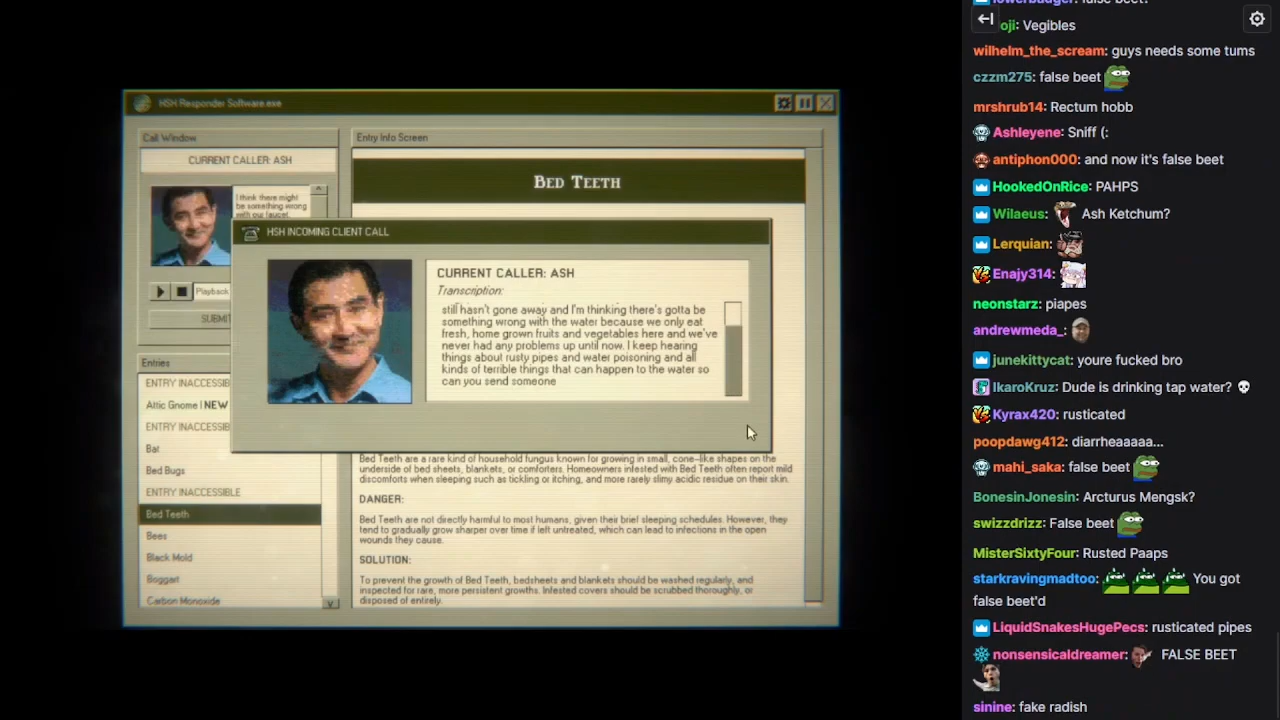 HSH Responder Software.exe
Call Window
CURRENT CALLER: ASH
I think there might
be something wrong
with our faucet.
Playback
SUBMIT
Entries
ENTRY INACCESSIB
Attic Gnome | NEW
ENTRY INACCESSIB
Bat
Bed Bugs
ENTRY INACCESSIBLE
Bed Teeth
Bees
Black Mold
Boggart
Carbon Monoxide
Entry Info Screen
BED TEETH
HSH INCOMING CLIENT CALL
CURRENT CALLER: ASH
Transcription:
still hasn't gone away and I'm thinking there's gotta be
something wrong with the water because we only eat
fresh, home grown fruits and vegetables here and we've
never had any problems up until now. I keep hearing
things about rusty pipes and water poisoning and all
kinds of terrible things that can happen to the water so
can you send someone
Bed Teeth are a rare kind of household fungus known for growing in small, cone-like shapes on the
underside of bed sheets, blankets, or comforters. Homeowners infested with Bed Teeth often report mild
discomforts when sleeping such as tickling or itching, and more rarely slimy acidic residue on their skin.
DANGER:
Bed Teeth are not directly harmful to most humans, given their brief sleeping schedules. However, they
tend to gradually grow sharper over time if left untreated, which can lead to infections in the open
wounds they cause.
SOLUTION:
To prevent the growth of Bed Teeth, bedsheets and blankets should be washed regularly, and
inspected for rare, more persistent growths. Infested covers should be scrubbed thoroughly, or
disposed of entirely.
lowerbudger: false beet?
oji: Vegibles
wilhelm_the_scream: guys needs some tums
czzm275: false beet
mrshrub14: Rectum hobb
Ashleyene: Sniff (:
antiphon000: and now it's false beet
HookedOnRice: PAHPS
Wilaeus: Ash Ketchum?
Lerquian:
Enajy314:
neonstarz: piapes
andrewmeda_:
junekittycat: youre fucked bro
IkaroKruz: Dude is drinking tap water?
Kyrax420: rusticated
poopdawg412: diarrheaaaaa...
mahi_saka: false beet
BonesinJonesin: Arcturus Mengsk?
swizzdrizz: False beet
MisterSixtyFour: Rusted Paaps
starkravingmadtoo: You got
false beet'd
LiquidSnakesHugePecs: rusticated pipes
nonsensicaldreamer: FALSE BEET
sinine: fake radish